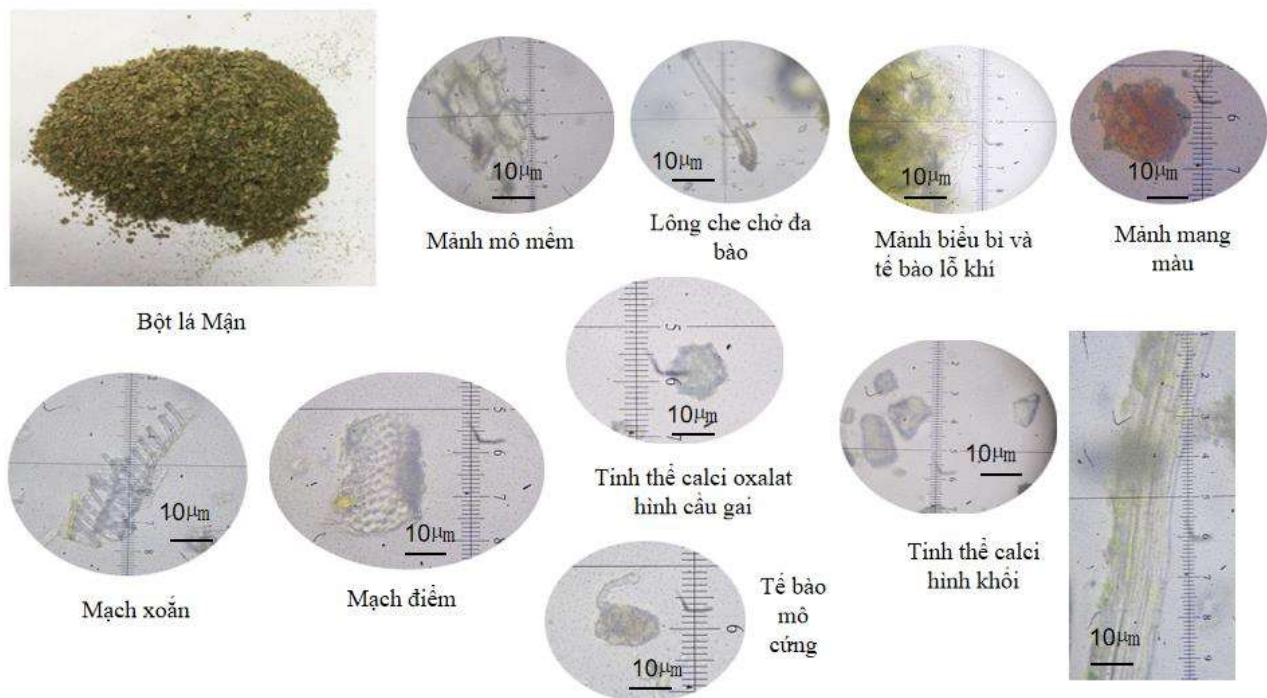 10μm
10μm
10μm
10μm
Mảnh mô mềm
Lông che chở đa
bào
Mảnh biểu bì và
tế bào lỗ khí
Mảnh mang
màu
Bột lá Mận
10μm
10μm
10μm
10μm
Mạch xoắn
Mạch điểm
Tinh thể calci oxalat
hình cầu gai
Tinh thể calci
hình khối
10μm
Tế bào
mô
cứng
10μm